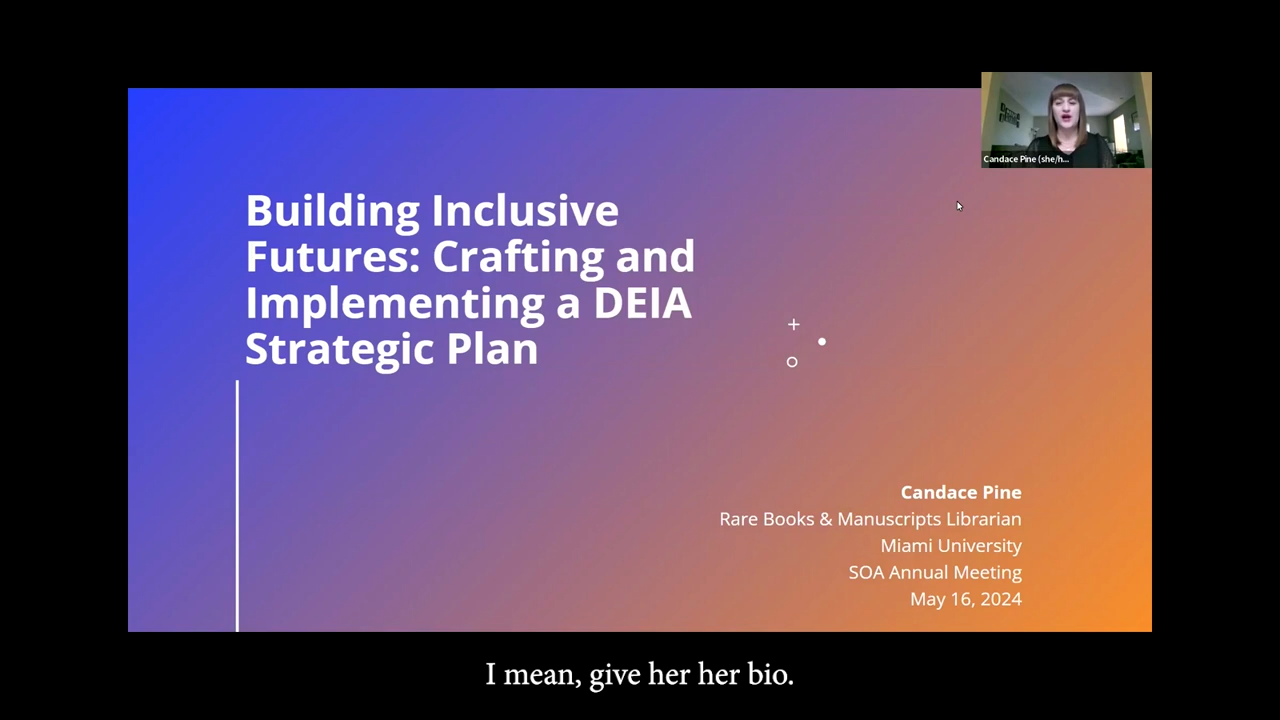 Candace Pine (she/h...
Building Inclusive
Futures: Crafting and
Implementing a DEIA
Strategic Plan
Candace Pine
Rare Books & Manuscripts Librarian
Miami University
SOA Annual Meeting
May 16, 2024
I mean, give her her bio.